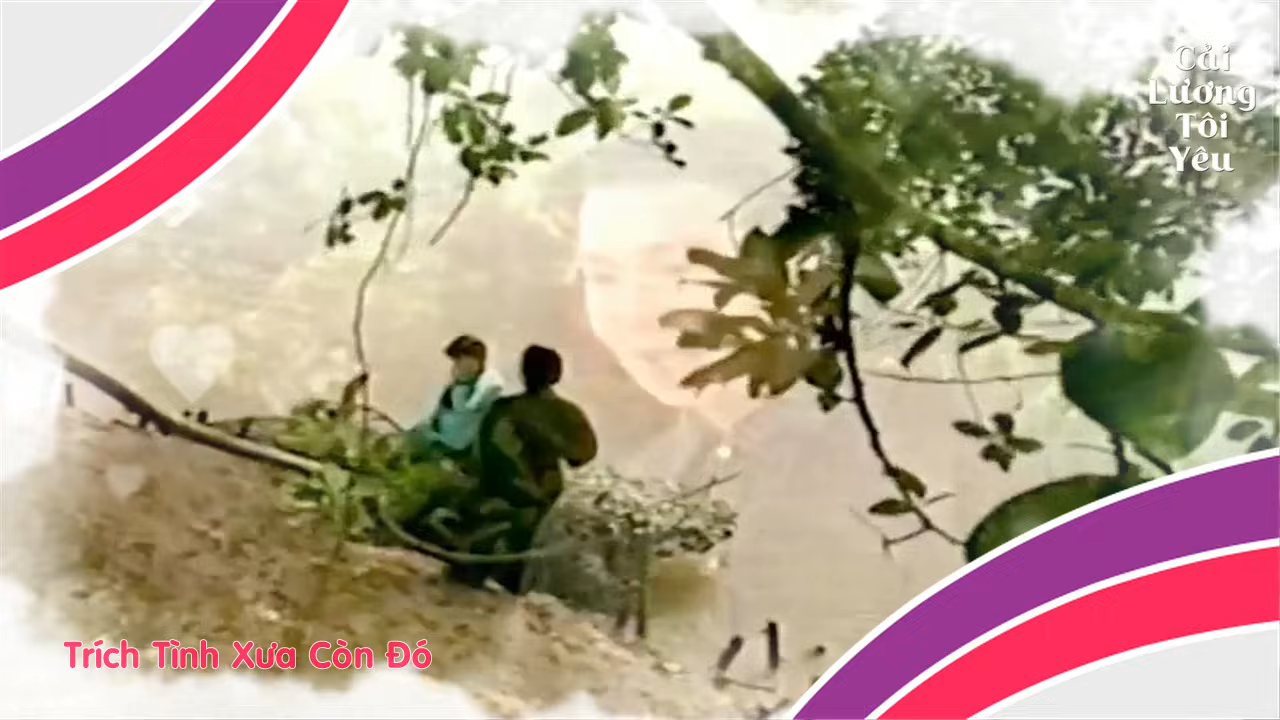 Cải
Lương
Tôi
Yêu
Trích Tình Xưa Còn Đó